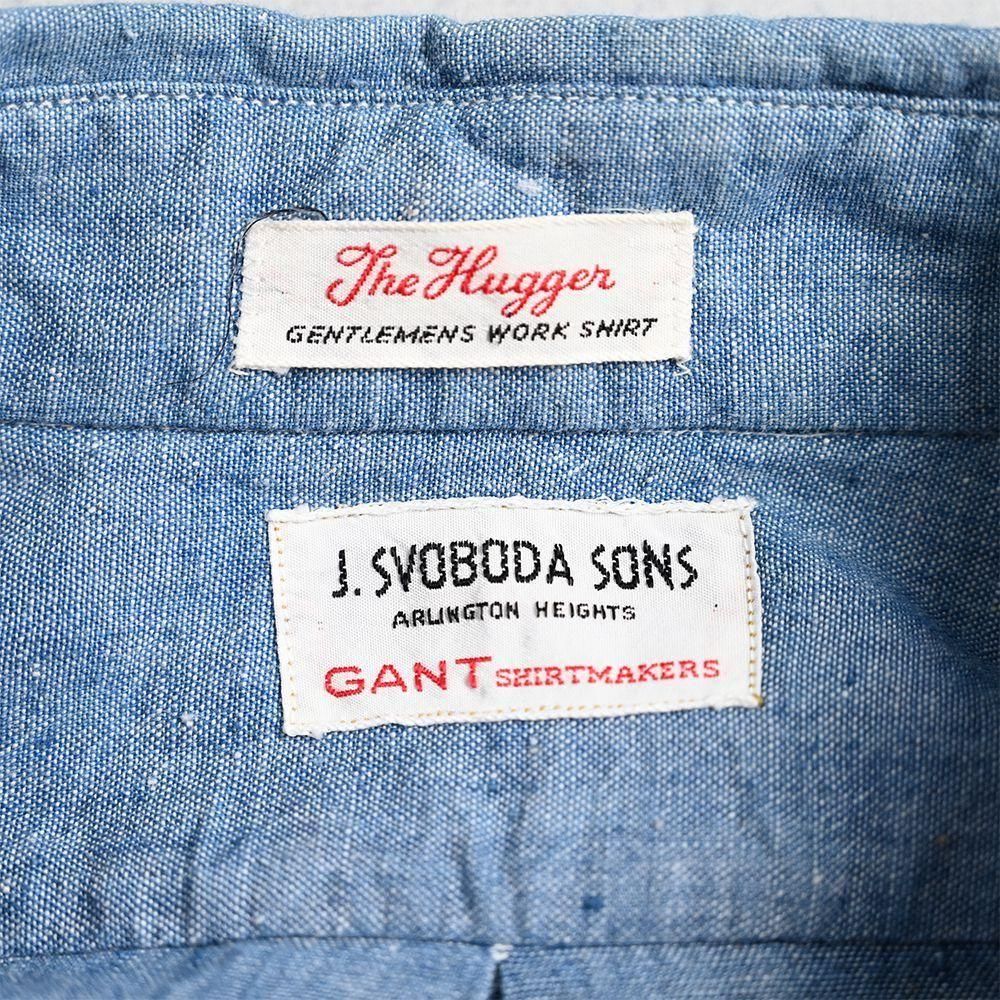 The Hugger
GENTLEMENS WORK SHIRT
J. SVOBODA SONS
ARLINGTON HEIGHTS
GANT SHIRTMAKERS